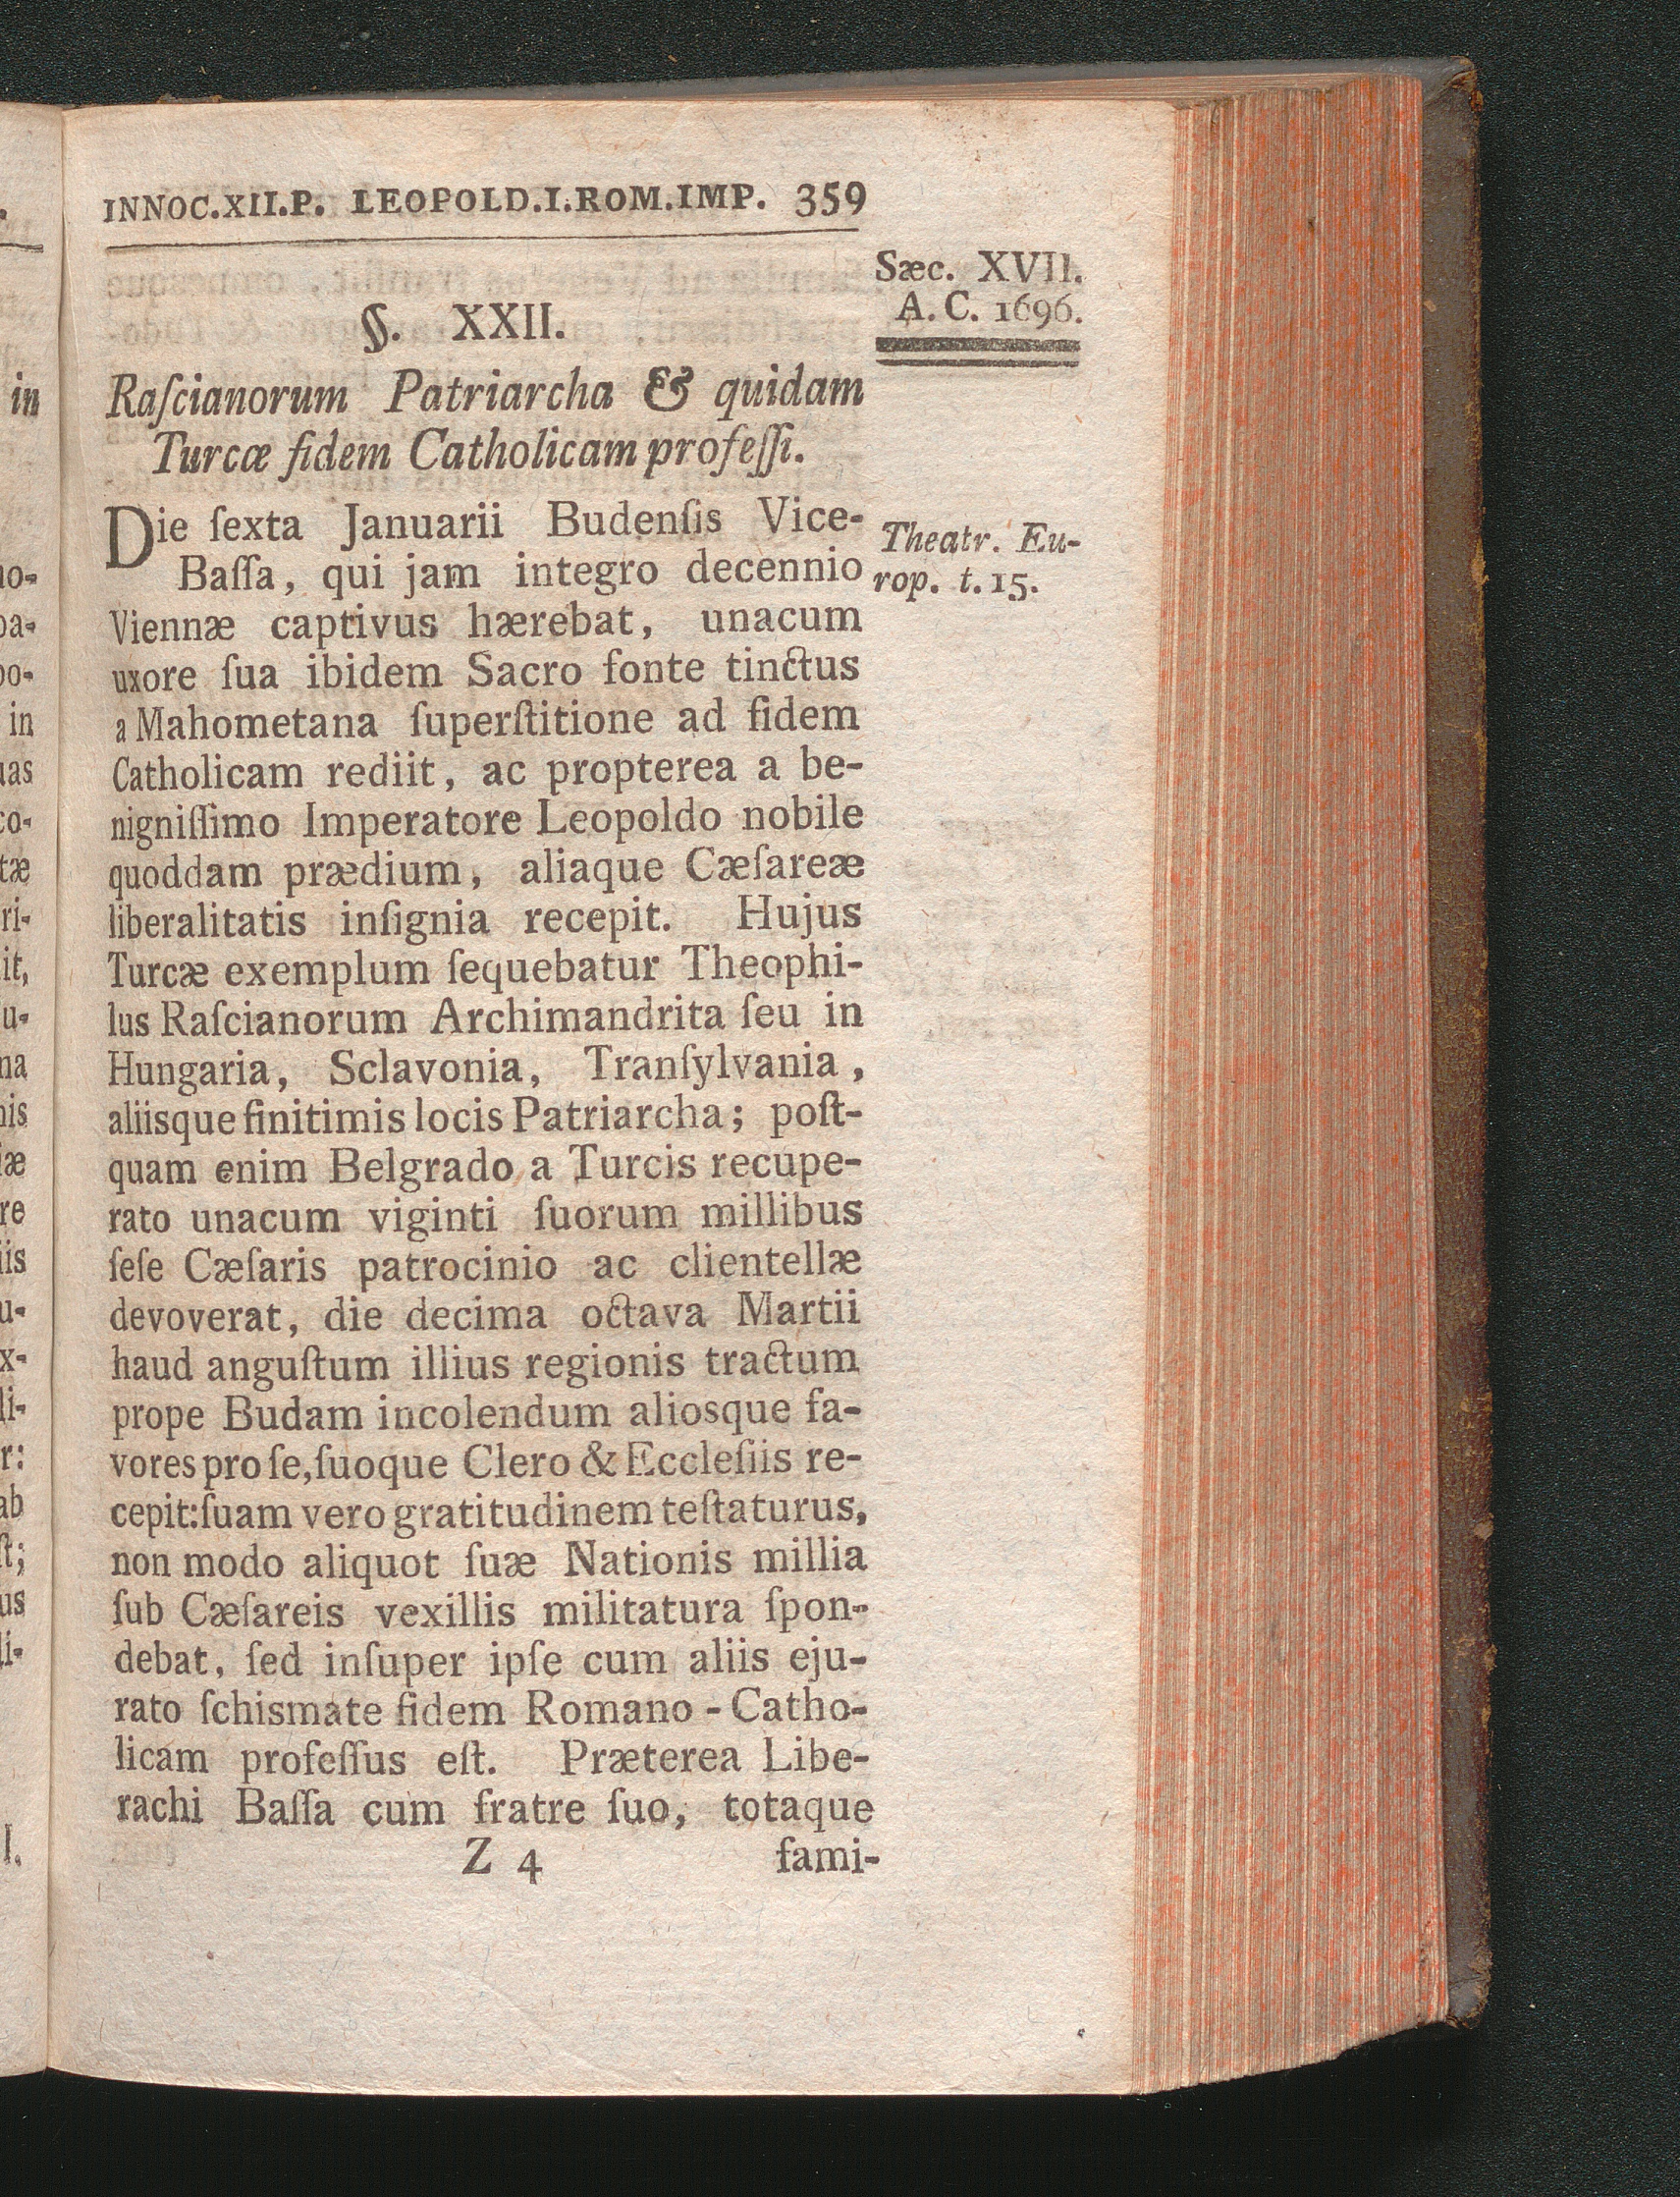 INNOC.XII.P. LEOPOLD.I.ROM.IMP. 359
Sæc. XVII.
A. C. 1696.
§. XXII.
Raſcianorum Patriarcha & quidam
Turcæ fidem Catholicam profeſſi.
Die ſexta Januarii Budenſis Vice-
Baſſa, qui jam integro decennio
Viennæ captivus hærebat, unacum
uxore ſua ibidem Sacro fonte tinctus
a Mahometana ſuperſtitione ad fidem
Catholicam rediit, ac propterea a be-
nigniſſimo Imperatore Leopoldo nobile
quoddam prædium, aliaque Cæſareæ
liberalitatis inſignia recepit. Hujus
Turcæ exemplum ſequebatur Theophi-
lus Raſcianorum Archimandrita ſeu in
Hungaria, Sclavonia, Tranſylvania,
aliisque finitimis locis Patriarcha; poſt-
quam enim Belgrado a Turcis recupe-
rato unacum viginti ſuorum millibus
ſeſe Cæſaris patrocinio ac clientellæ
devoverat, die decima octava Martii
haud anguſtum illius regionis tractum
prope Budam incolendum aliosque fa-
vores pro ſe, ſuoque Clero & Eccleſiis re-
cepit: ſuam vero gratitudinem teſtaturus,
non modo aliquot ſuæ Nationis millia
ſub Cæſareis vexillis militatura ſpon-
debat, ſed inſuper ipſe cum aliis eju-
rato ſchismate fidem Romano-Catho-
licam profeſſus eſt. Præterea Libe-
rachi Baſſa cum fratre ſuo, totaque
Z 4 fami-
Theatr. Eu-
rop. t. 15.